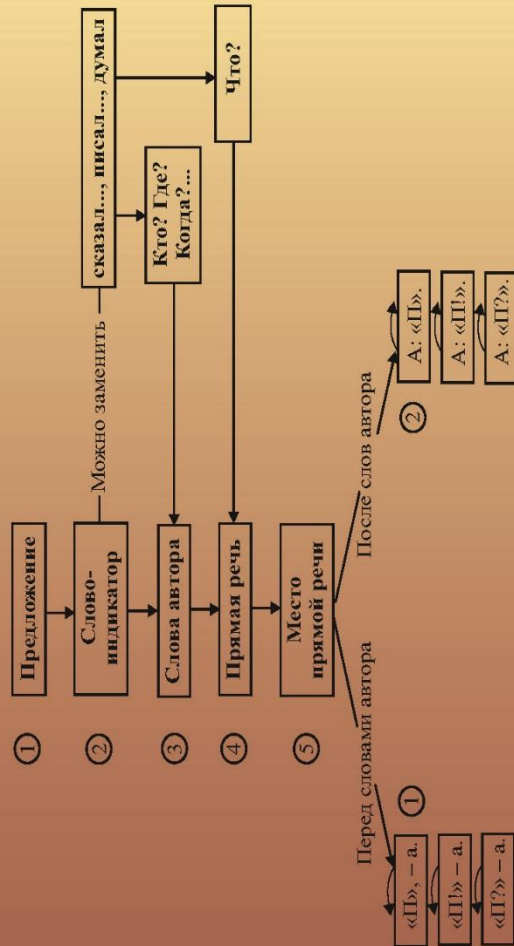 ①
Предложение
②
Слово-
индикатор
Можно заменить
сказал..., писал..., думал
③
Слова автора
Кто? Где?
Когда?...
④
Прямая речь
Что?
⑤
Место
прямой речи
Перед словами автора
После слов автора
①
«П», – а.
«П!» – а.
«П?» – а.
②
А: «П».
А: «П!».
А: «П?».